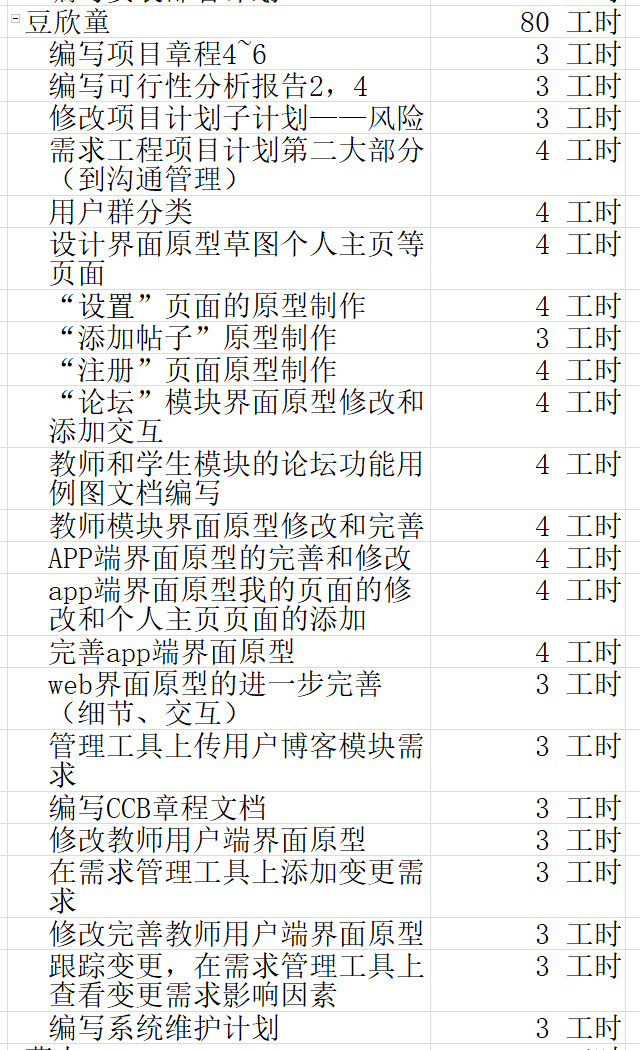 豆欣童 80 工时
编写项目章程4~6 3 工时
编写可行性分析报告2，4 3 工时
修改项目计划子计划——风险 3 工时
需求工程项目计划第二大部分 4 工时
（到沟通管理）
用户群分类 4 工时
设计界面原型草图个人主页等 4 工时
页面
“设置”页面的原型制作 4 工时
“添加帖子”原型制作 3 工时
“注册”页面原型制作 4 工时
“论坛”模块界面原型修改和 4 工时
添加交互
教师和学生模块的论坛功能用 4 工时
例图文档编写
教师模块界面原型修改和完善 4 工时
APP端界面原型的完善和修改 4 工时
app端界面原型我的页面的修 4 工时
改和个人主页页面的添加
完善app端界面原型 4 工时
web界面原型的进一步完善 3 工时
（细节、交互）
管理工具上传用户博客模块需 3 工时
求
编写CCB章程文档 3 工时
修改教师用户端界面原型 3 工时
在需求管理工具上添加变更需 3 工时
求
修改完善教师用户端界面原型 3 工时
跟踪变更，在需求管理工具上 3 工时
查看变更需求影响因素
编写系统维护计划 3 工时